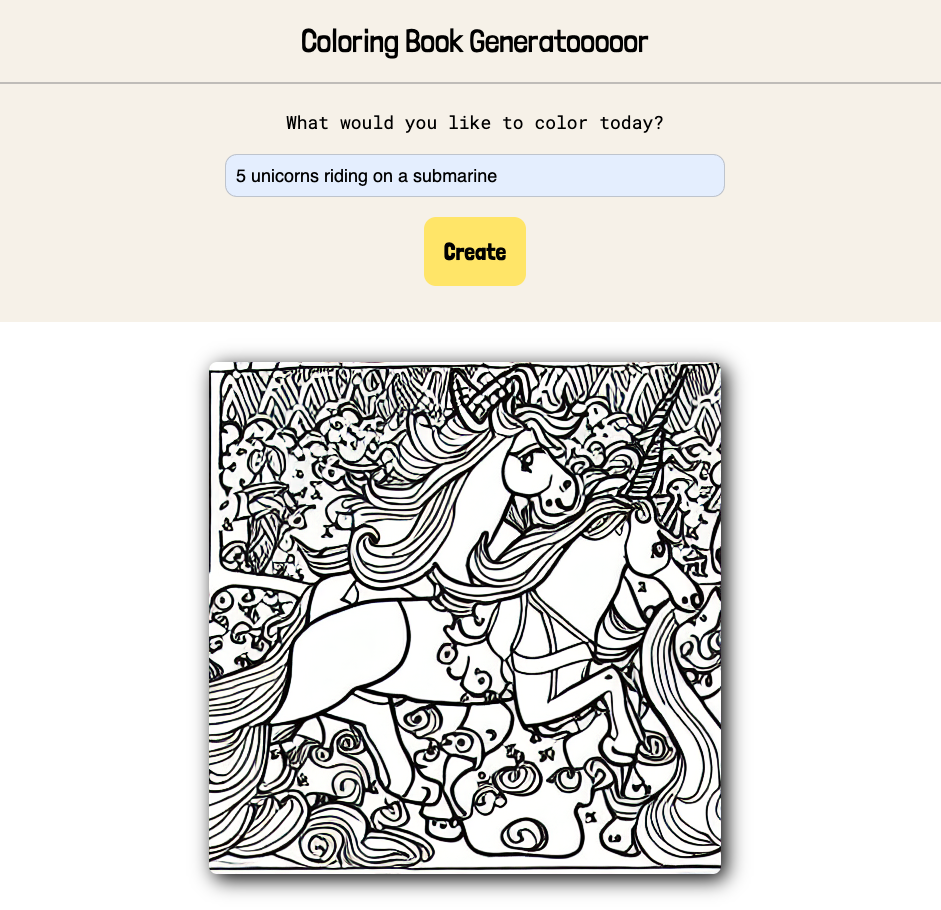 Coloring Book Generatooooor
What would you like to color today?
5 unicorns riding on a submarine
Create